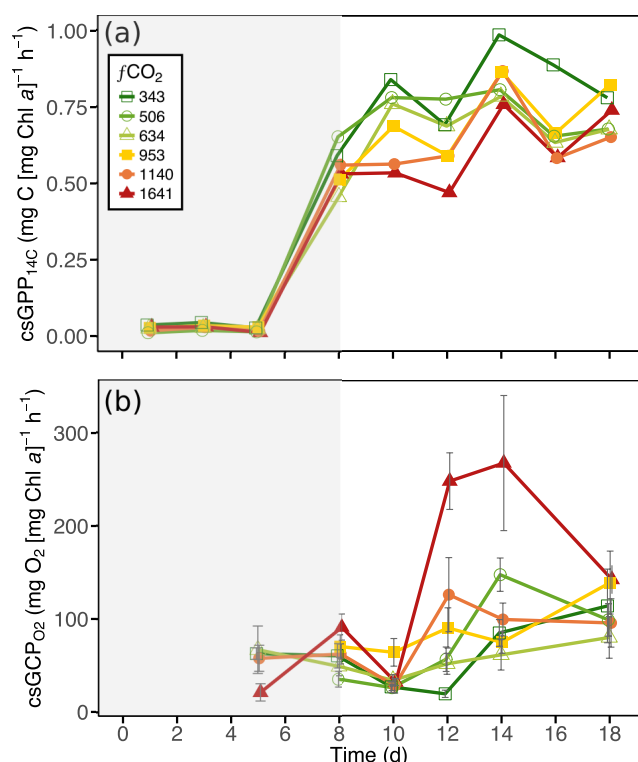 (a)
fCO₂
343
506
634
953
1140
1641
1.00
0.75
0.50
0.25
0.00
csGPP₁₄C (mg C [mg Chl a]⁻¹ h⁻¹)
(b)
300
200
100
0
csGCP_O2 (mg O₂ [mg Chl a]⁻¹ h⁻¹)
0 2 4 6 8 10 12 14 16 18
Time (d)